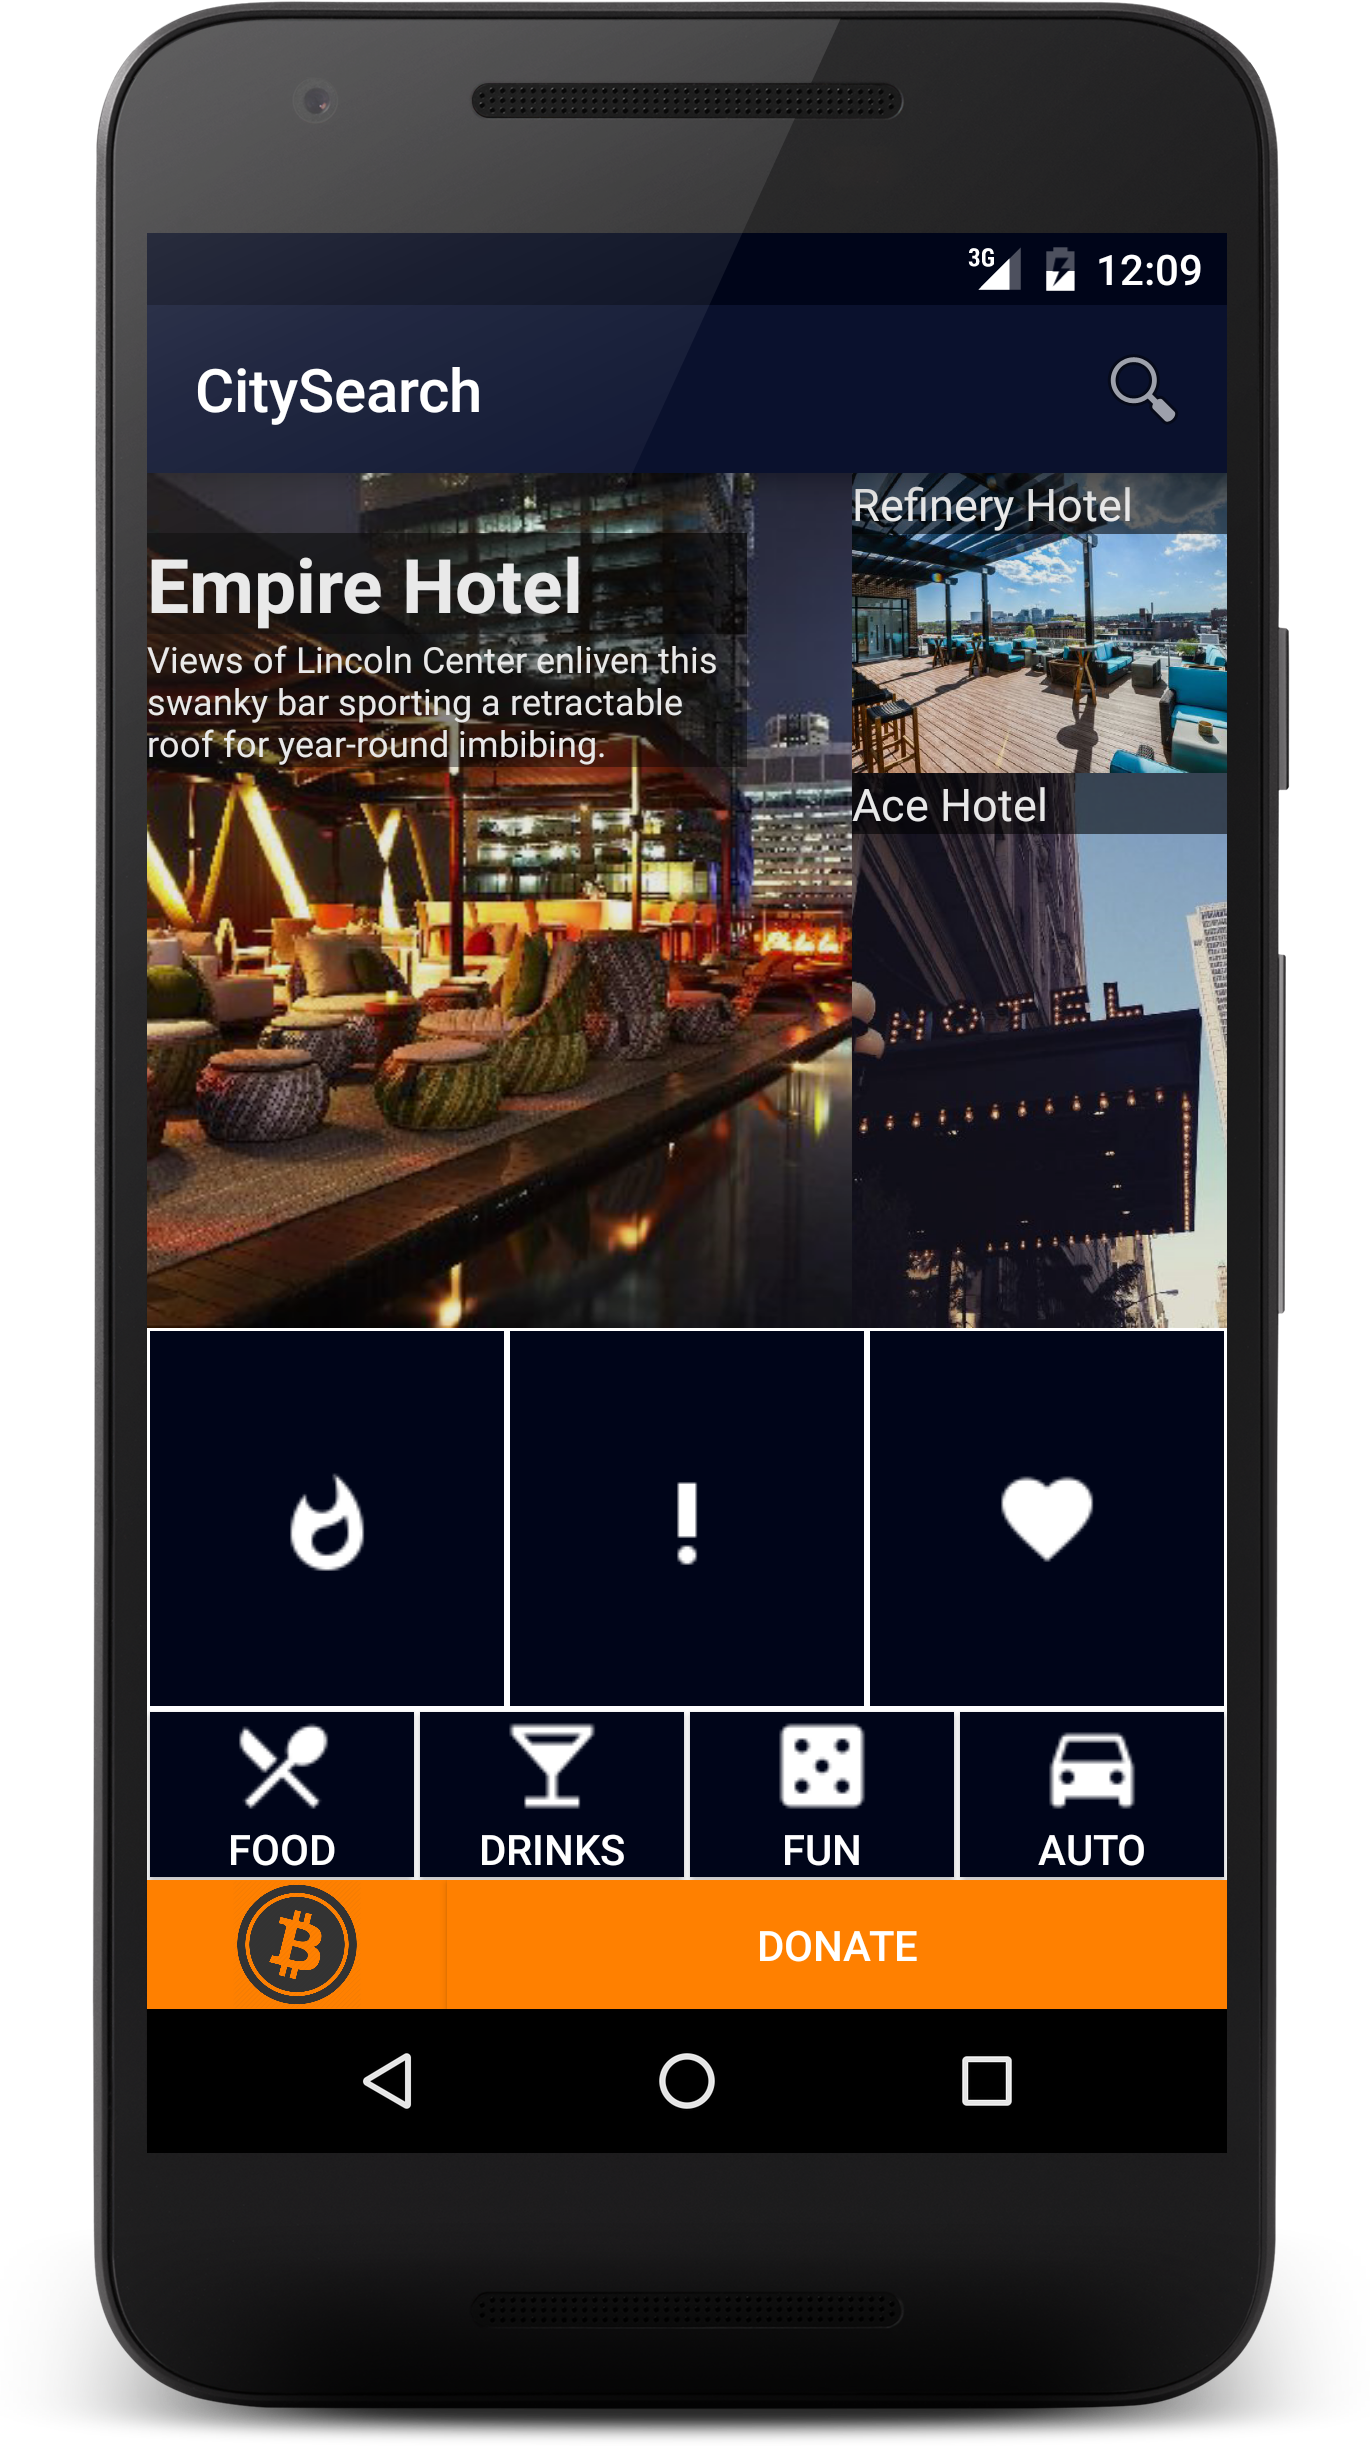 3G 12:09
CitySearch
Empire Hotel
Views of Lincoln Center enliven this
swanky bar sporting a retractable
roof for year-round imbibing.
Refinery Hotel
Ace Hotel
HOTEL
FOOD
DRINKS
FUN
AUTO
DONATE